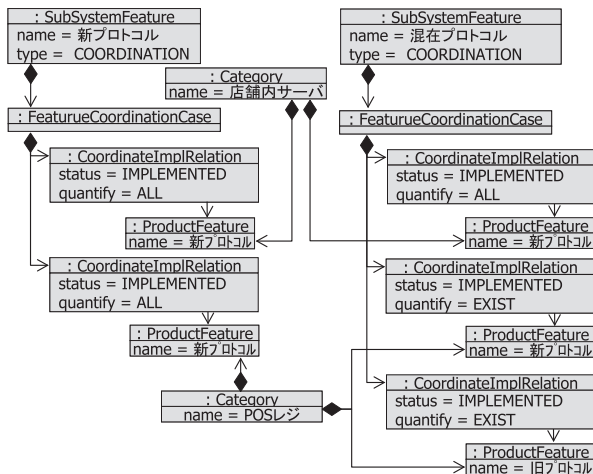 : SubSystemFeature
name = 新プロトコル
type = COORDINATION
: FeaturueCoordinationCase
: CoordinateImplRelation
status = IMPLEMENTED
quantify = ALL
: ProductFeature
name = 新プロトコル
: CoordinateImplRelation
status = IMPLEMENTED
quantify = ALL
: ProductFeature
name = 新プロトコル
: Category
name = POSレジ
: Category
name = 店舗内サーバ
: SubSystemFeature
name = 混在プロトコル
type = COORDINATION
: FeaturueCoordinationCase
: CoordinateImplRelation
status = IMPLEMENTED
quantify = ALL
: ProductFeature
name = 新プロトコル
: CoordinateImplRelation
status = IMPLEMENTED
quantify = EXIST
: ProductFeature
name = 新プロトコル
: CoordinateImplRelation
status = IMPLEMENTED
quantify = EXIST
: ProductFeature
name = 旧プロトコル